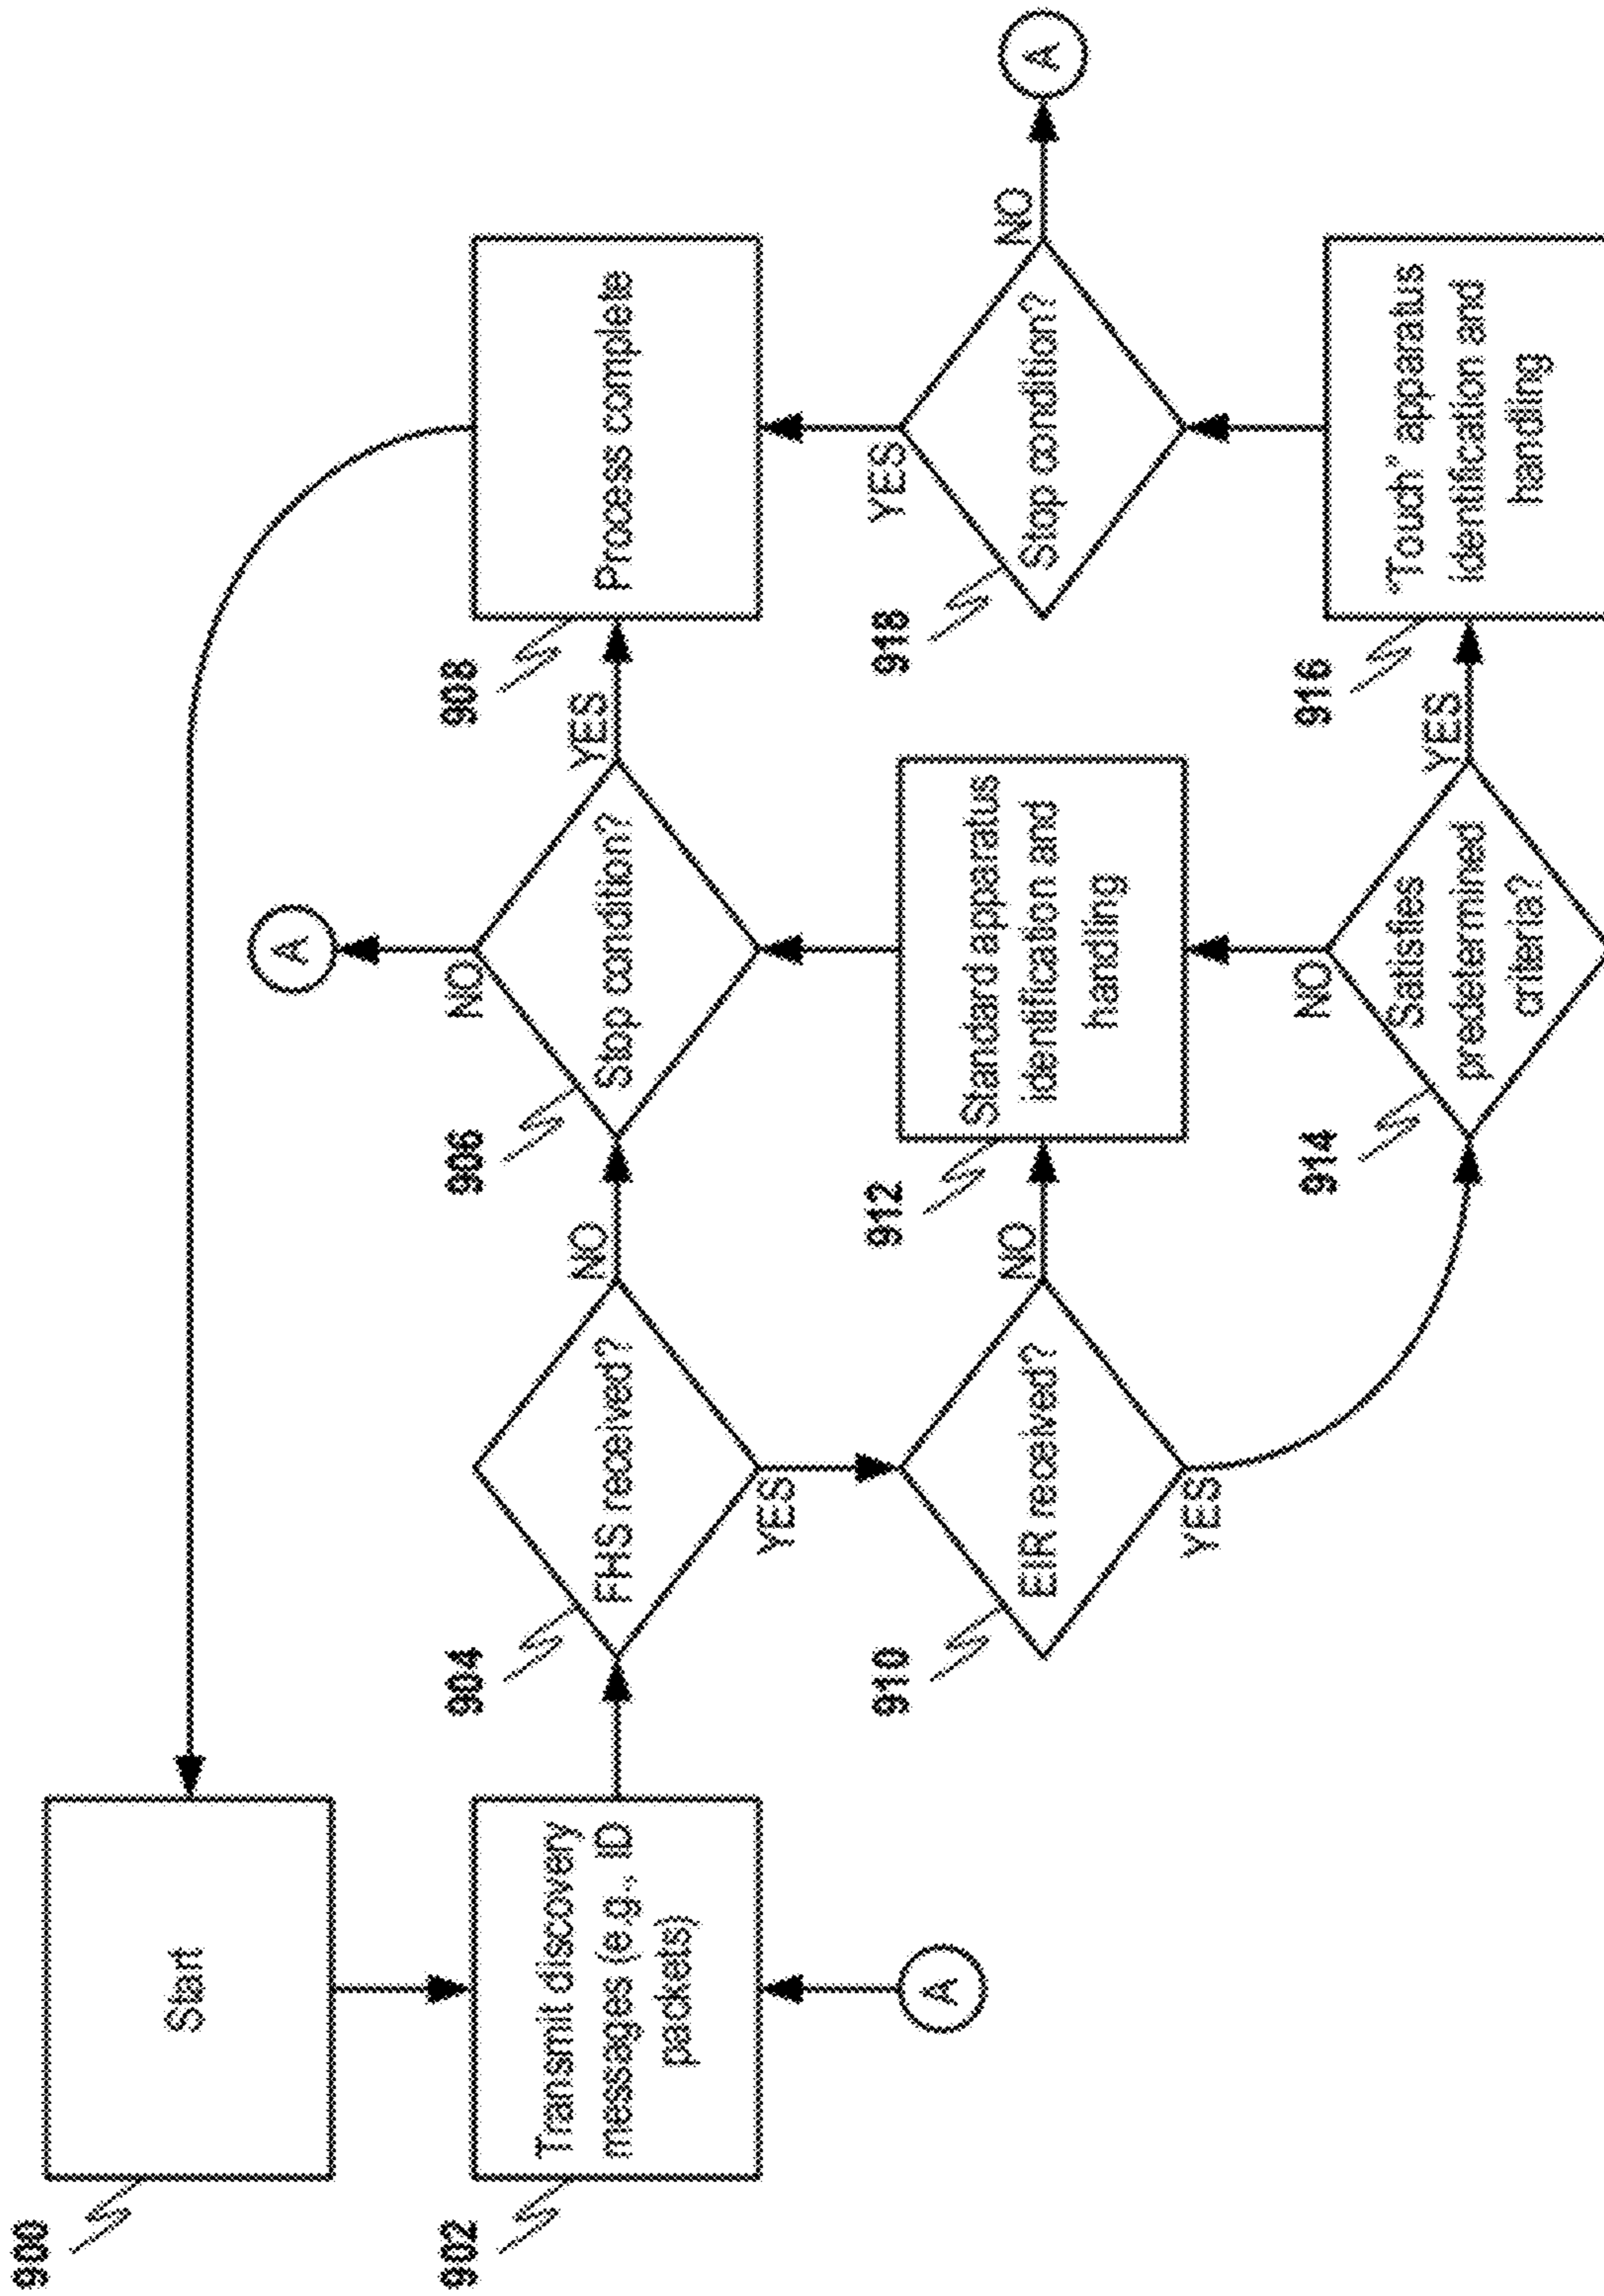 900
Start
902
Transmit discovery
messages (e.g., ID
packets)
A
904
FHS received?
NO
YES
906
Stop condition?
NO
A
YES
908
Process complete
910
EIR received?
NO
YES
912
Standard apparatus
identification and
handling
914
Satisfies
predetermined
criteria?
NO
YES
916
"Touch" apparatus
identification and
handling
918
Stop condition?
YES
NO
A